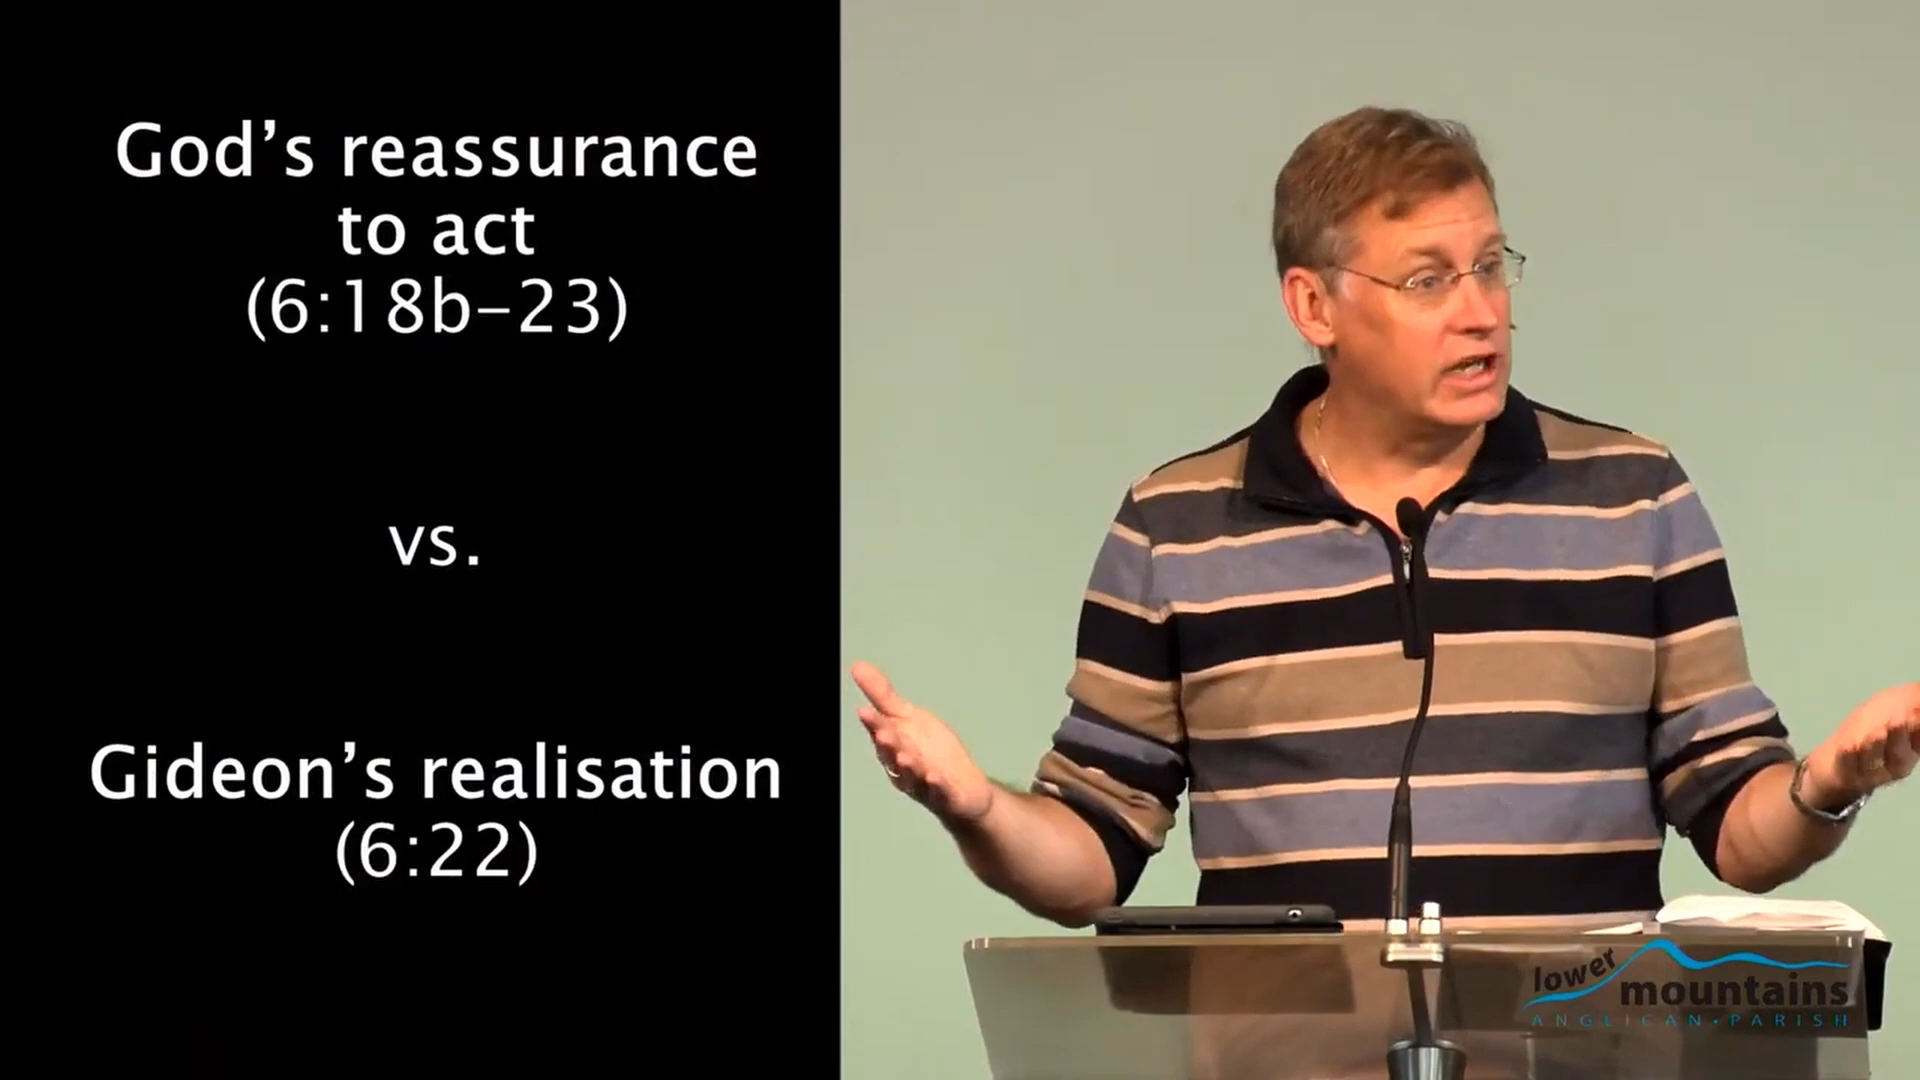 God’s reassurance
to act
(6:18b–23)
vs.
Gideon’s realisation
(6:22)
lower
mountains
ANGLICAN·PARISH